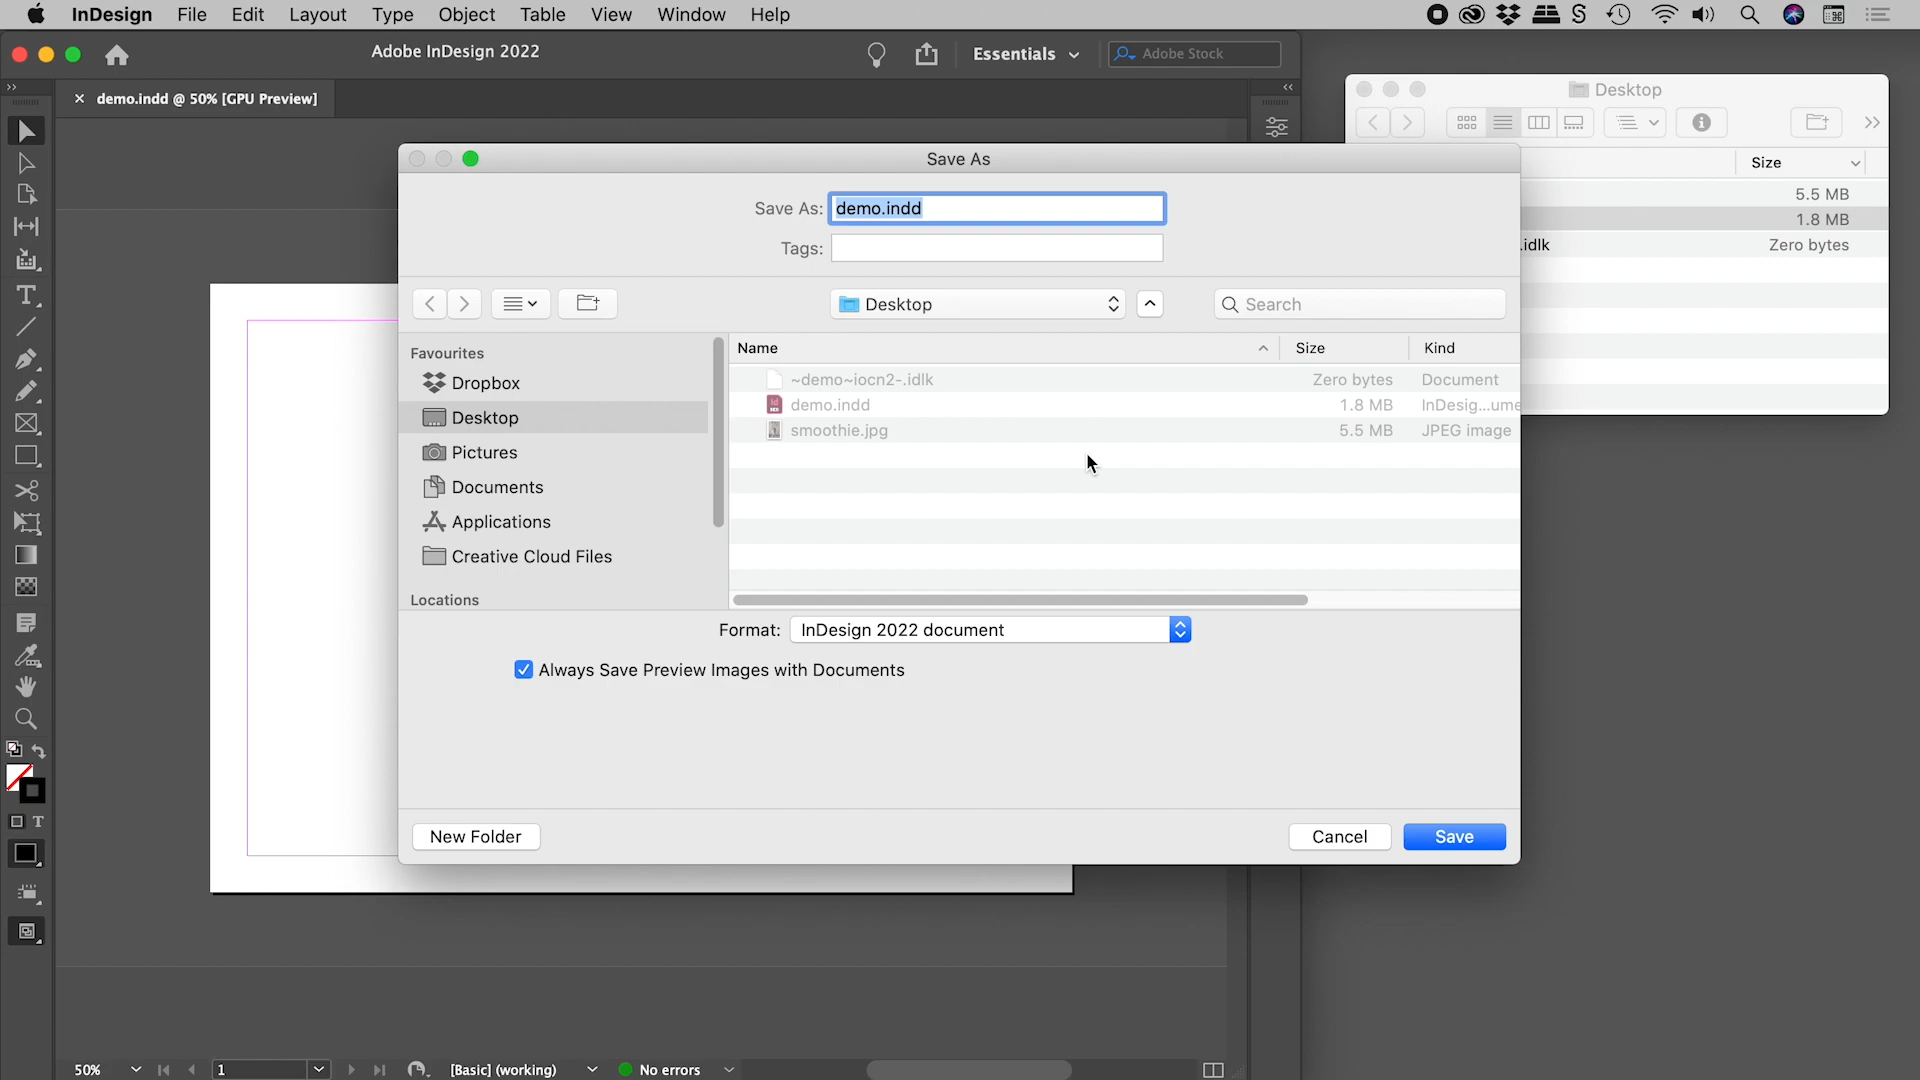 InDesign File Edit Layout Type Object Table View Window Help
Adobe InDesign 2022
Essentials
Adobe Stock
demo.indd @ 50% [GPU Preview]
Desktop
Size
5.5 MB
1.8 MB
.idlk Zero bytes
Save As
Save As: demo.indd
Tags:
Desktop
Search
Favourites
Dropbox
Desktop
Pictures
Documents
Applications
Creative Cloud Files
Locations
Name Size Kind
~demo~iocn2-.idlk Zero bytes Document
demo.indd 1.8 MB InDesig...ume
smoothie.jpg 5.5 MB JPEG image
Format: InDesign 2022 document
Always Save Preview Images with Documents
New Folder Cancel Save
50% 1 [Basic] (working) No errors